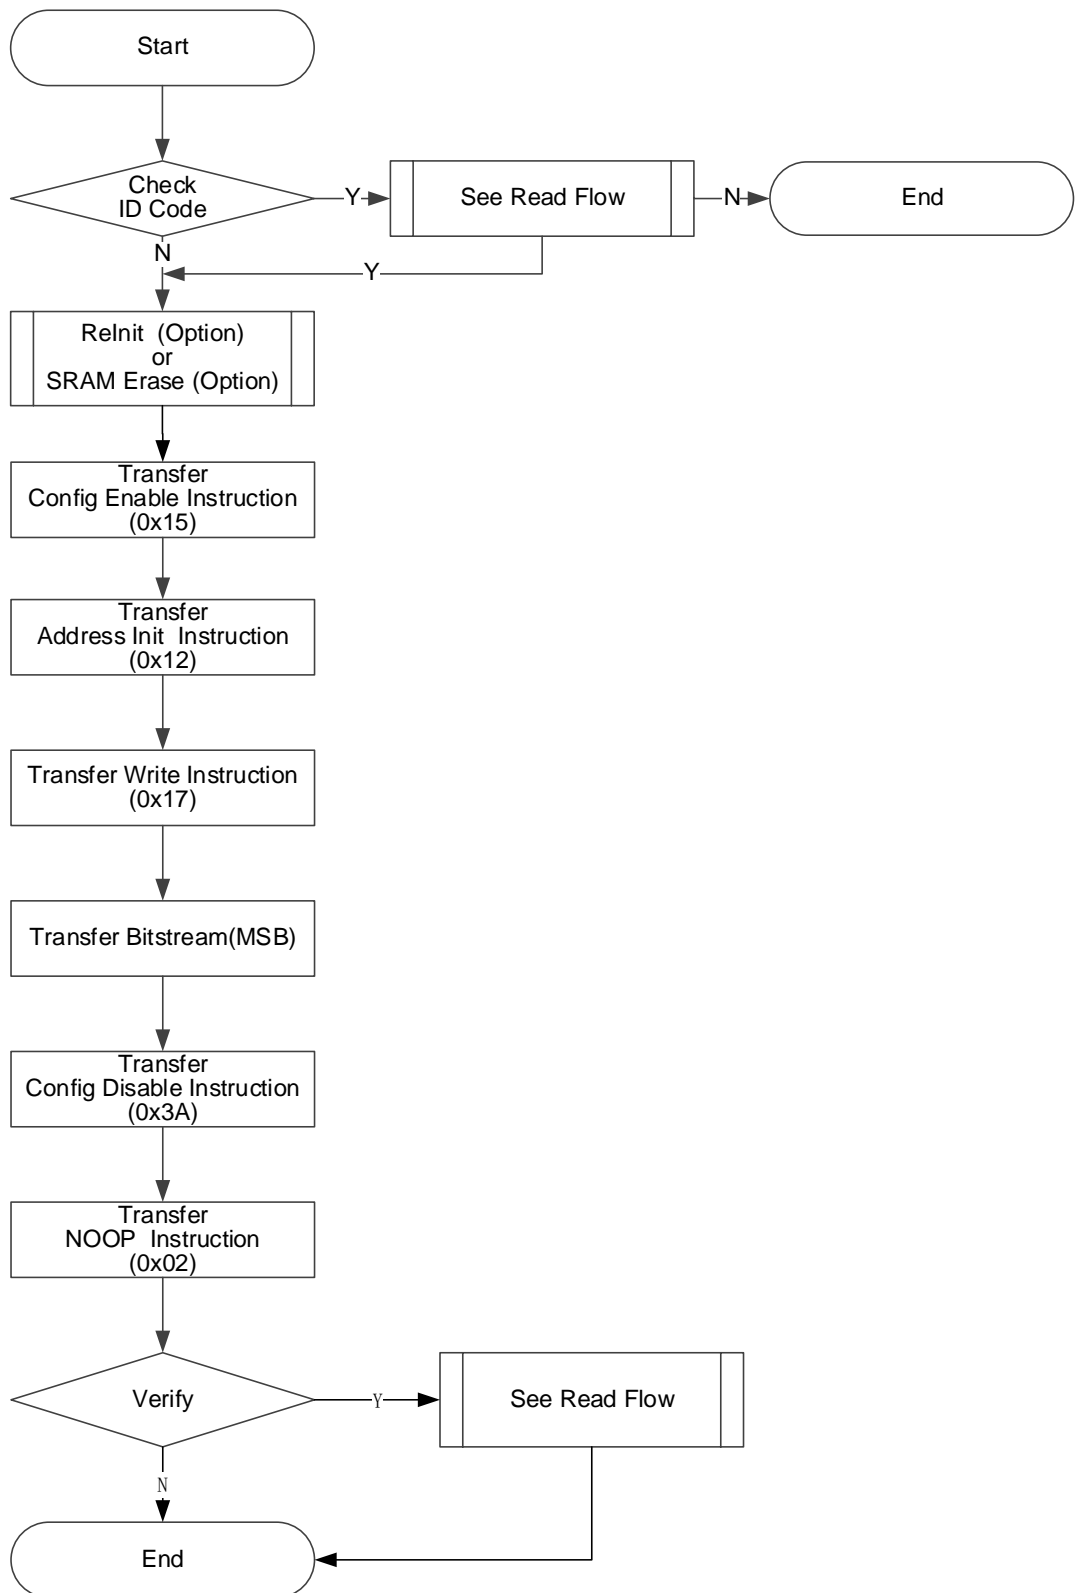 Start
Check
ID Code
Y
See Read Flow
N
End
N
Y
ReInit (Option)
or
SRAM Erase (Option)
Transfer
Config Enable Instruction
(0x15)
Transfer
Address Init Instruction
(0x12)
Transfer Write Instruction
(0x17)
Transfer Bitstream(MSB)
Transfer
Config Disable Instruction
(0x3A)
Transfer
NOOP Instruction
(0x02)
Verify
Y
See Read Flow
N
End